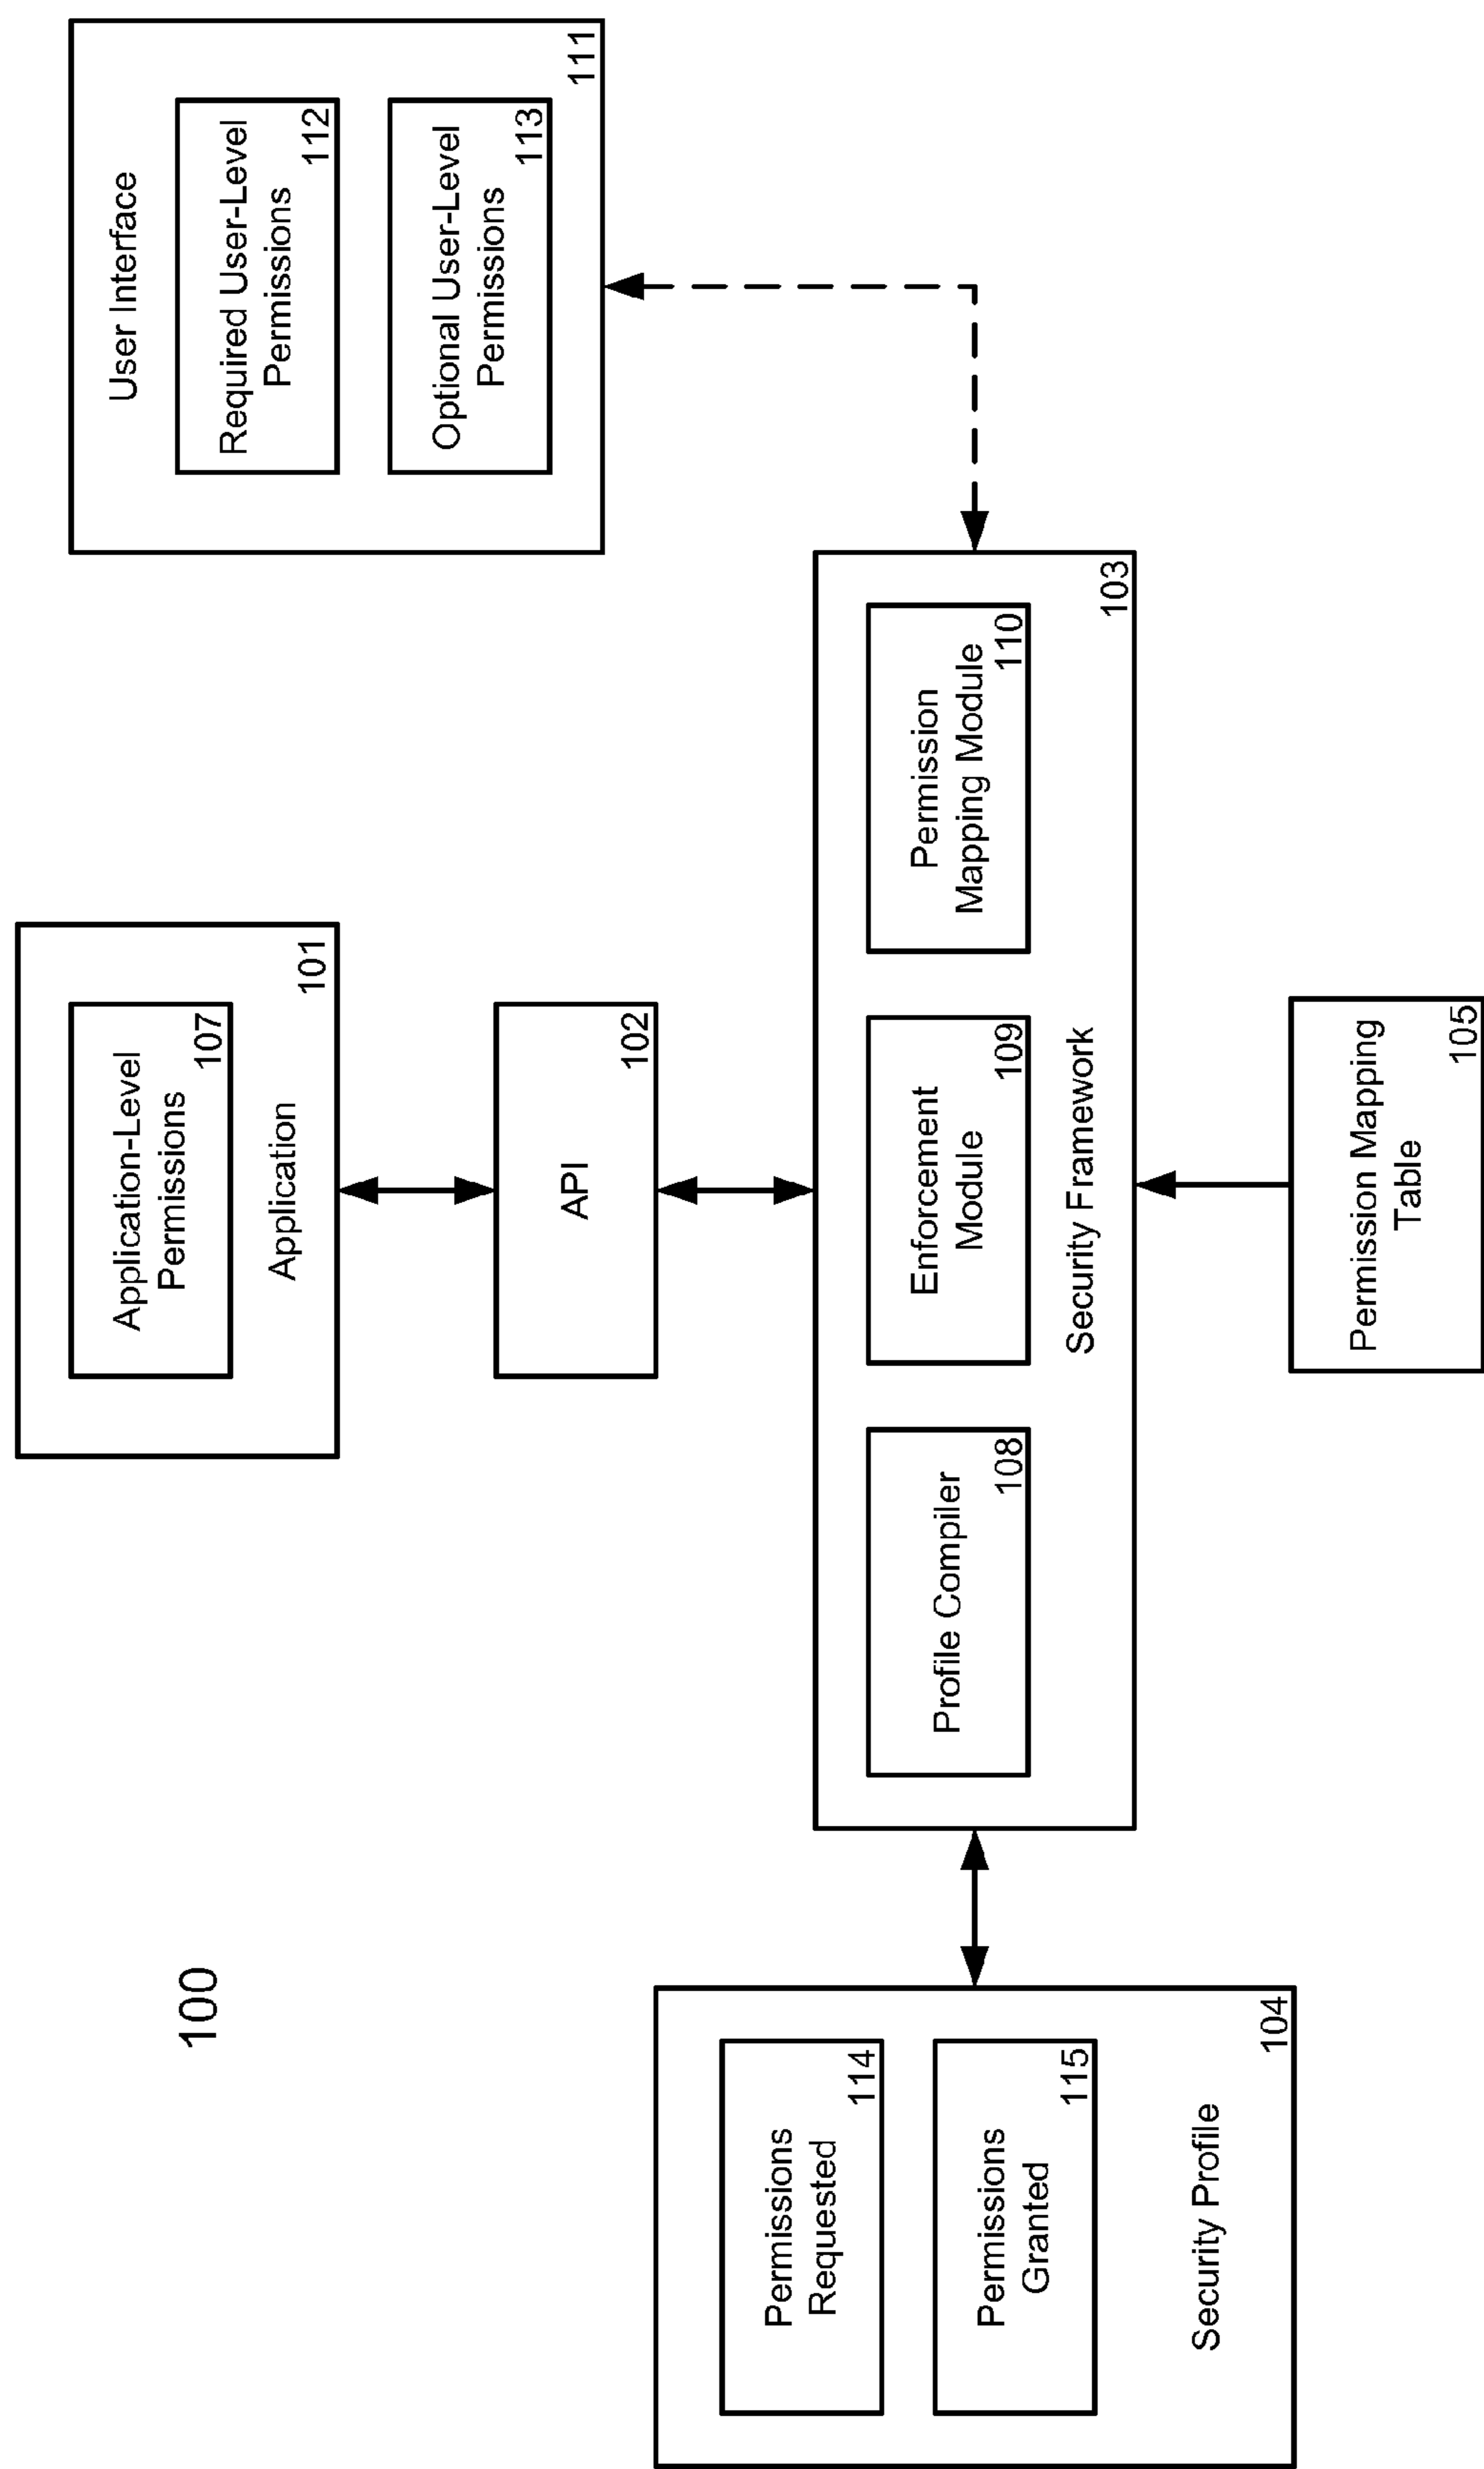 100
Application-Level
Permissions
107
Application
101
User Interface
Required User-Level
Permissions
112
Optional User-Level
Permissions
113
111
API
102
Permissions
Requested
114
Permissions
Granted
115
Security Profile
104
Profile Compiler
108
Enforcement
Module
109
Permission
Mapping Module
110
Security Framework
103
Permission Mapping
Table
105